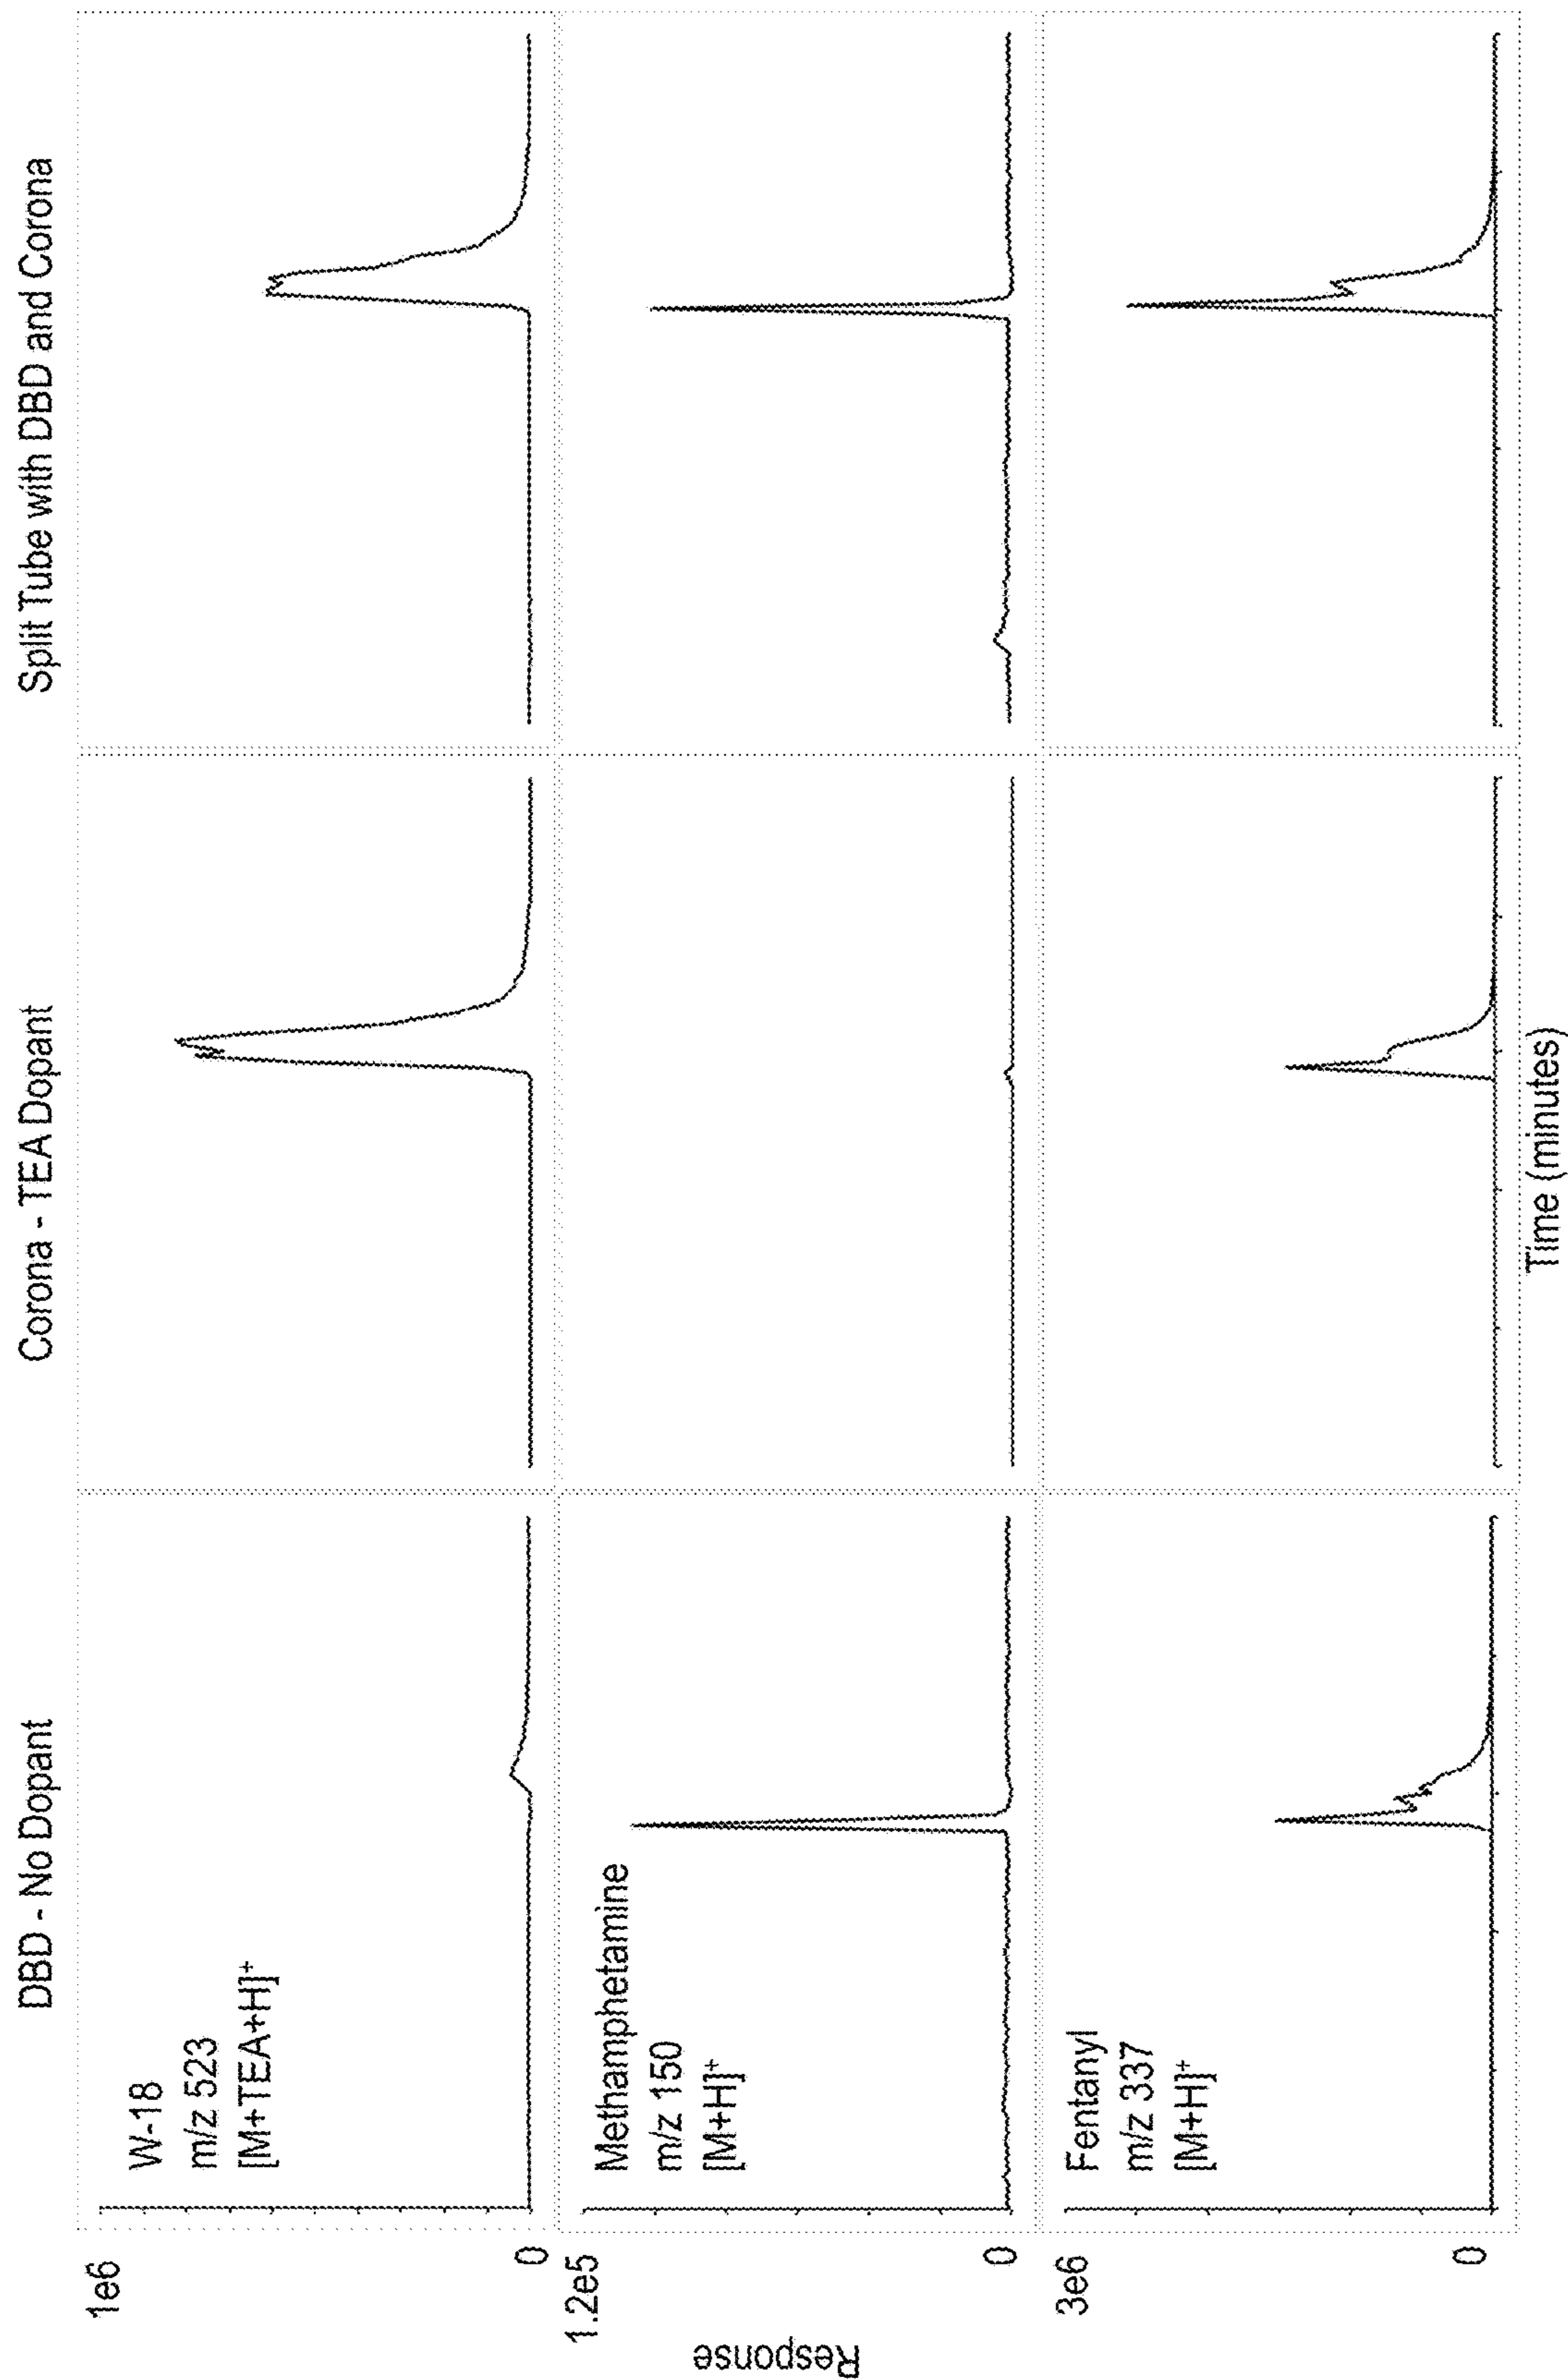 DBD - No Dopant
Corona - TEA Dopant
Split Tube with DBD and Corona
1e6
W-18
m/z 523
[M+TEA+H]⁺
0
1.2e5
Methamphetamine
m/z 150
[M+H]⁺
0
3e6
Fentanyl
m/z 337
[M+H]⁺
0
Response
Time (minutes)